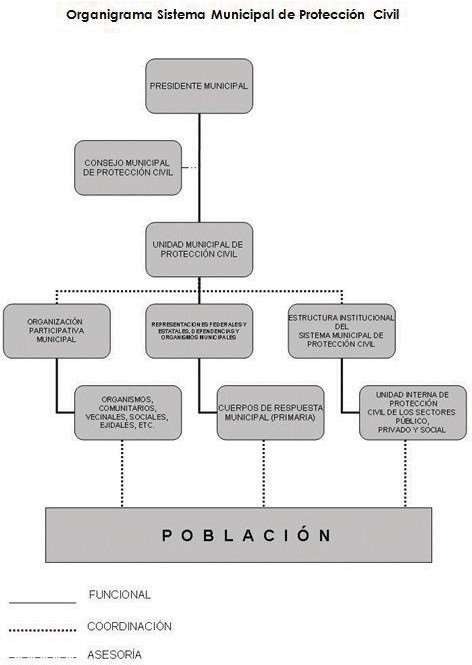 Organigrama Sistema Municipal de Protección Civil
PRESIDENTE MUNICIPAL
CONSEJO MUNICIPAL
DE PROTECCIÓN CIVIL
UNIDAD MUNICIPAL DE
PROTECCIÓN CIVIL
ORGANIZACIÓN
PARTICIPATIVA
MUNICIPAL
REPRESENTACIONES FEDERALES Y
ESTATALES, DEPENDENCIAS Y
ORGANISMOS MUNICIPALES
ESTRUCTURA INSTITUCIONAL
DEL
SISTEMA MUNICIPAL DE
PROTECCIÓN CIVIL
ORGANISMOS,
COMUNITARIOS,
VECINALES, SOCIALES,
EJIDALES, ETC.
CUERPOS DE RESPUESTA
MUNICIPAL (PRIMARIA)
UNIDAD INTERNA DE
PROTECCIÓN
CIVIL DE LOS SECTORES
PÚBLICO,
PRIVADO Y SOCIAL
POBLACIÓN
FUNCIONAL
COORDINACIÓN
ASESORÍA